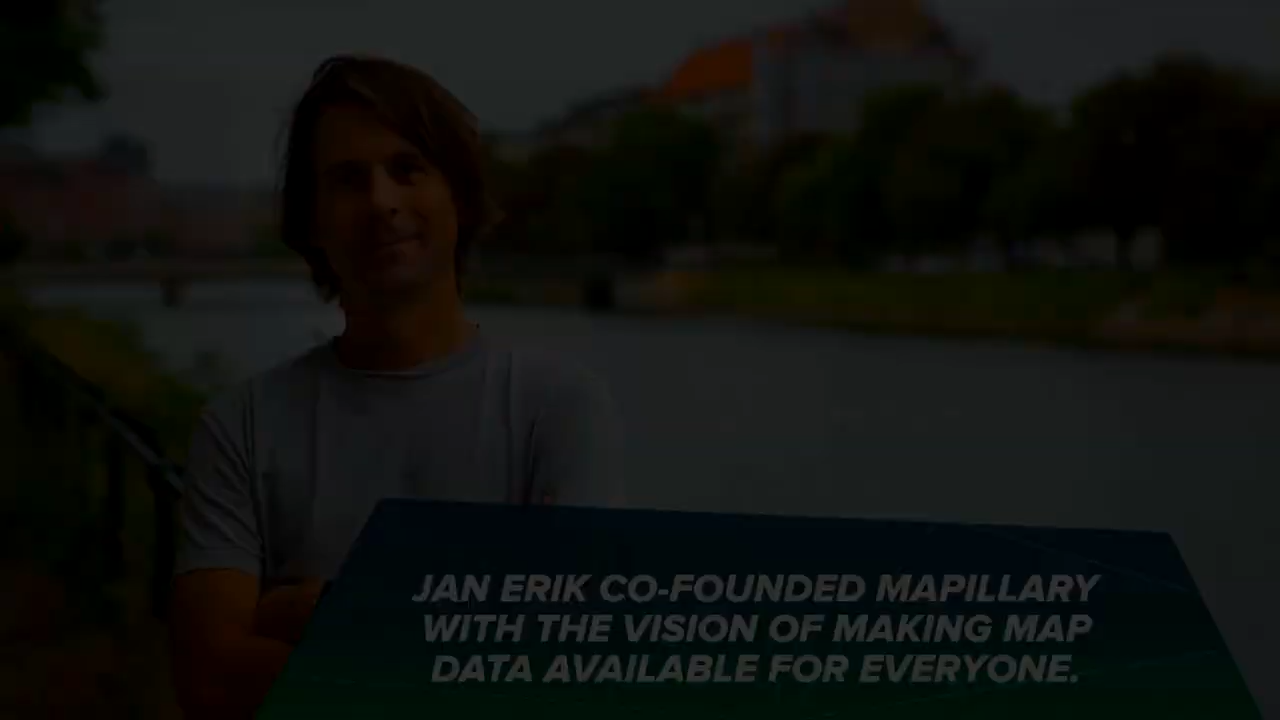 JAN ERIK CO-FOUNDED MAPILLARY
WITH THE VISION OF MAKING MAP
DATA AVAILABLE FOR EVERYONE.